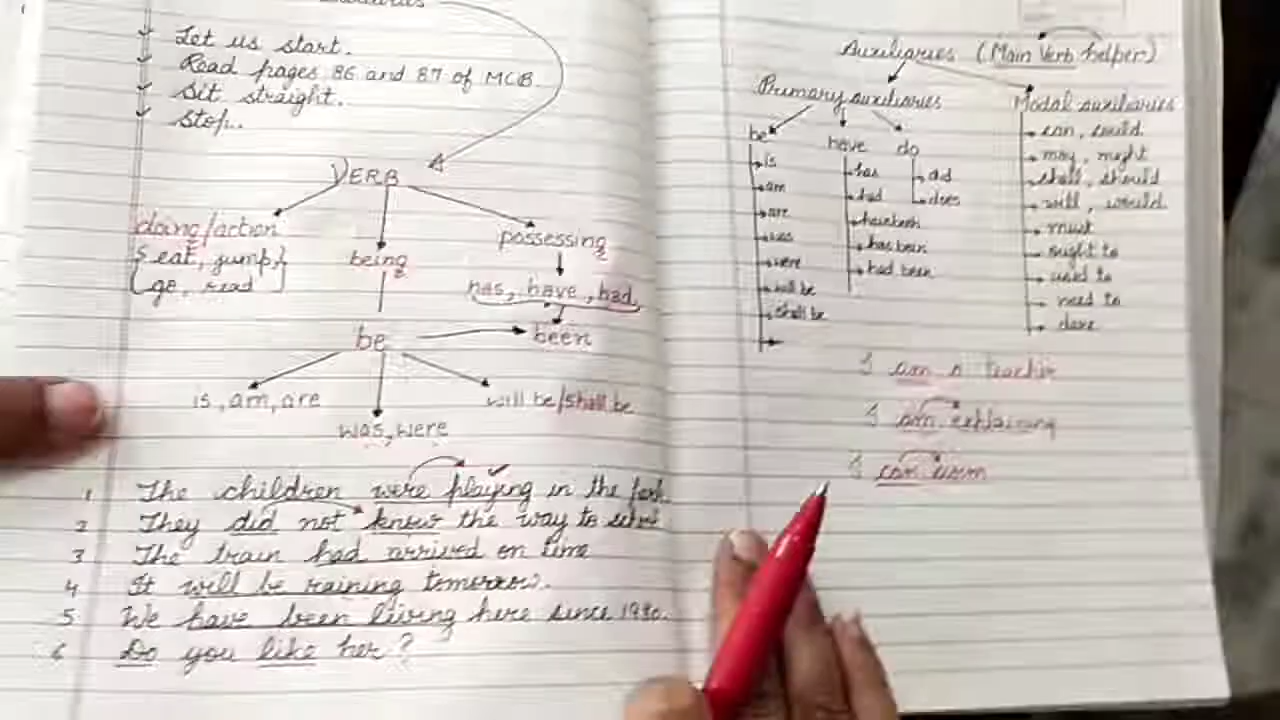 Let us start.
Read pages 86 and 87 of MCB.
Sit straight.
Stop.
VERB
doing/action
being
possessing
{ eat, jump, }
{ go, read }
has, have, had,
be
been
is, am, are
was, were
will be/shall be
1 The children were playing in the park
2 They did not know the way to
3 The train had arrived on time
4 It will be raining tomorrow.
5 We have been living here since
6 Do you like her?
Auxiliaries (Main Verb helper)
Primary auxiliaries
Modal auxiliaries
be
have
do
is
am
are
was
were
will be
shall be
has
had
have been
has been
had been
did
does
can, could
may, might
shall, should
will, would
must
ought to
used to
need to
dare
I am a teacher
I am explaining
I can